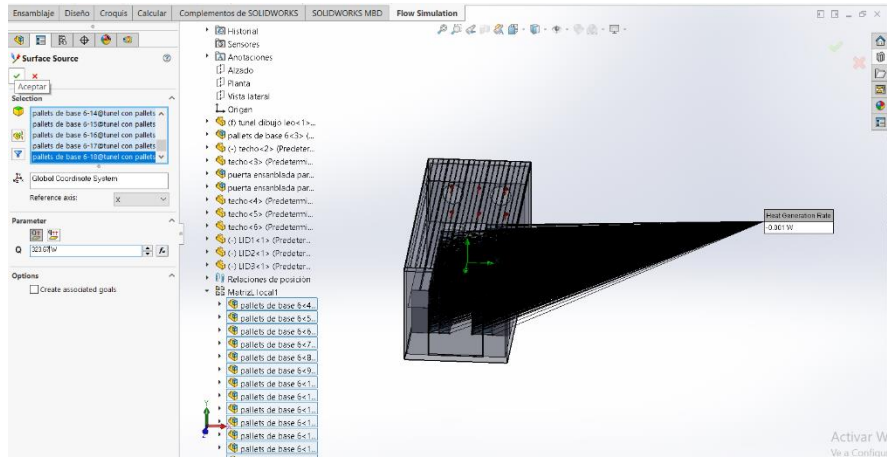 Ensamblaje
Diseño
Croquis
Calcular
Complementos de SOLIDWORKS
SOLIDWORKS MBD
Flow Simulation
Surface Source
Aceptar
Selection
pallets de base 6-14@tunel con pallets
pallets de base 6-15@tunel con pallets
pallets de base 6-16@tunel con pallets
pallets de base 6-17@tunel con pallets
pallets de base 6-18@tunel con pallets
Global Coordinate System
Reference axis:
X
Parameter
Q
323.67W
Options
Create associated goals
Historial
Sensores
Anotaciones
Alzado
Planta
Vista lateral
Origen
(f) tunel dibujo leo<1>...
pallets de base 6<3> (...
(-) techo<2> (Predeter...
techo<3> (Predetermi...
puerta ensanblada par...
puerta ensanblada par...
techo<4> (Predetermi...
techo<5> (Predetermi...
techo<6> (Predetermi...
(-) LID1<1> (Predeter...
(-) LID2<1> (Predeter...
(-) LID3<1> (Predeter...
Relaciones de posición
MatrizL local1
pallets de base 6<4...
pallets de base 6<5...
pallets de base 6<6...
pallets de base 6<7...
pallets de base 6<8...
pallets de base 6<9...
pallets de base 6<1...
pallets de base 6<1...
pallets de base 6<1...
pallets de base 6<1...
pallets de base 6<1...
pallets de base 6<1...
Heat Generation Rate
-0.001 W
Y
Activar W
Ve a Configu